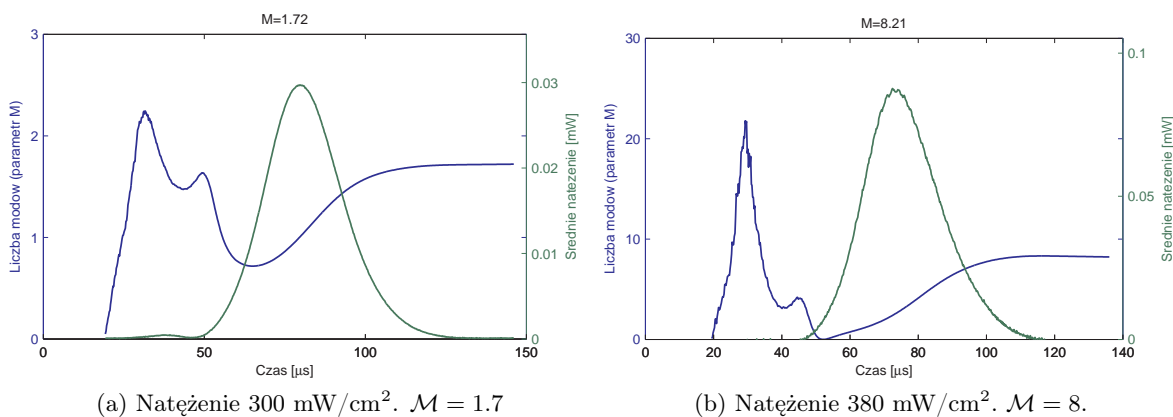 M=1.72
3
2
1
0
Liczba modow (parametr M)
0.03
0.02
0.01
0
Srednie natezenie [mW]
0 50 100 150
Czas [µs]
(a) Natężenie 300 mW/cm². ℳ = 1.7
M=8.21
30
20
10
0
Liczba modow (parametr M)
0.1
0.05
0
Srednie natezenie [mW]
0 20 40 60 80 100 120 140
Czas [µs]
(b) Natężenie 380 mW/cm². ℳ = 8.